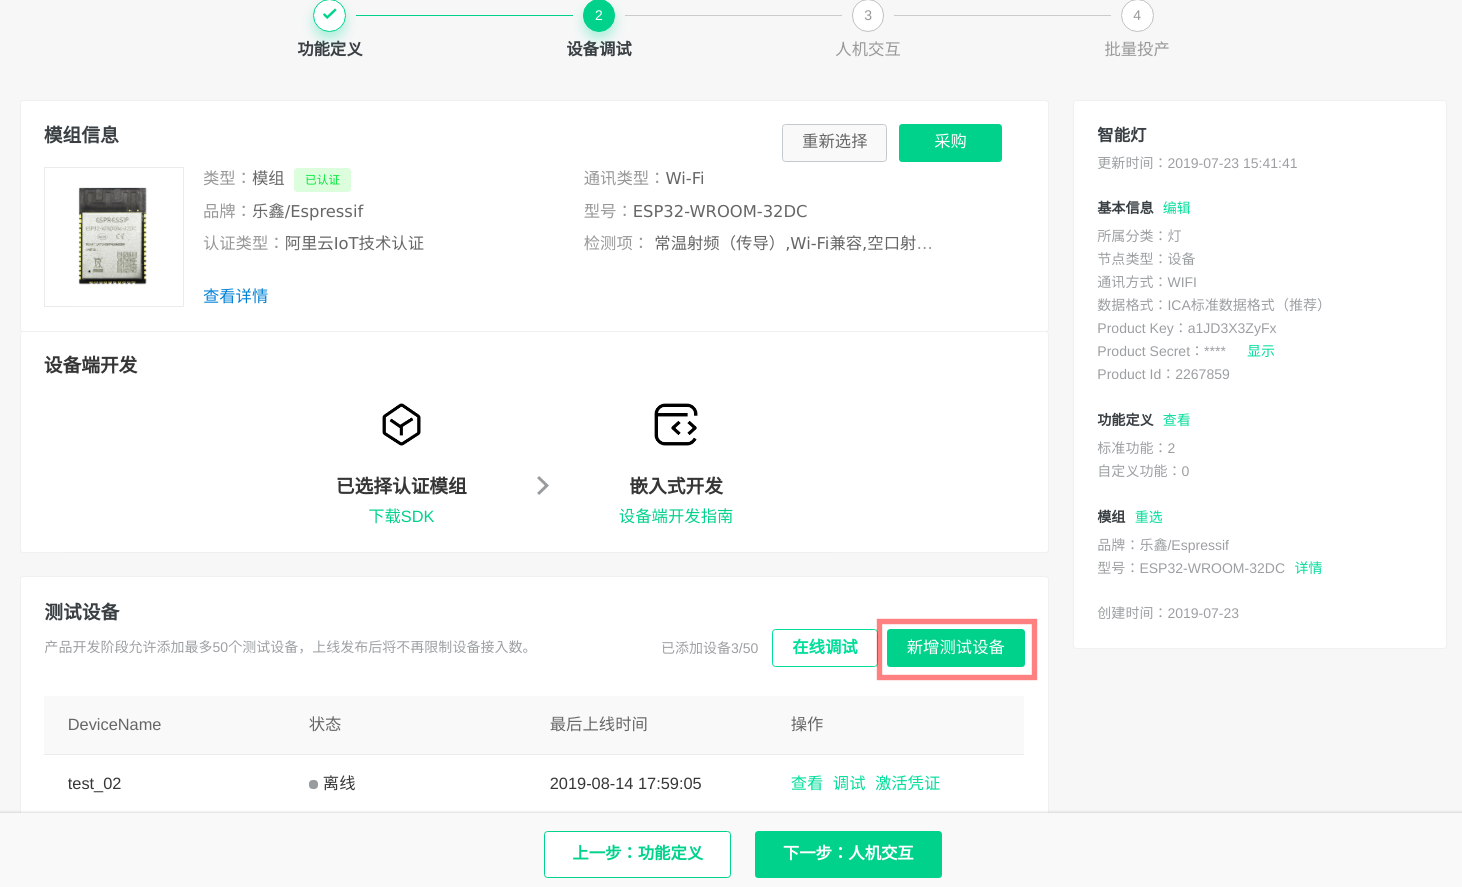 2
3
4
功能定义
设备调试
人机交互
批量投产
模组信息
重新选择
采购
ESPRESSIF
ESP32-WROOM-32DC
类型：模组 已认证
品牌：乐鑫/Espressif
认证类型：阿里云IoT技术认证
通讯类型：Wi-Fi
型号：ESP32-WROOM-32DC
检测项： 常温射频（传导）,Wi-Fi兼容,空口射...
查看详情
设备端开发
已选择认证模组
下载SDK
嵌入式开发
设备端开发指南
测试设备
产品开发阶段允许添加最多50个测试设备，上线发布后将不再限制设备接入数。
已添加设备3/50
在线调试
新增测试设备
DeviceName 状态 最后上线时间 操作
test_02 离线 2019-08-14 17:59:05 查看 调试 激活凭证
智能灯
更新时间：2019-07-23 15:41:41
基本信息 编辑
所属分类：灯
节点类型：设备
通讯方式：WIFI
数据格式：ICA标准数据格式（推荐）
Product Key：a1JD3X3ZyFx
Product Secret：**** 显示
Product Id：2267859
功能定义 查看
标准功能：2
自定义功能：0
模组 重选
品牌：乐鑫/Espressif
型号：ESP32-WROOM-32DC 详情
创建时间：2019-07-23
上一步：功能定义
下一步：人机交互